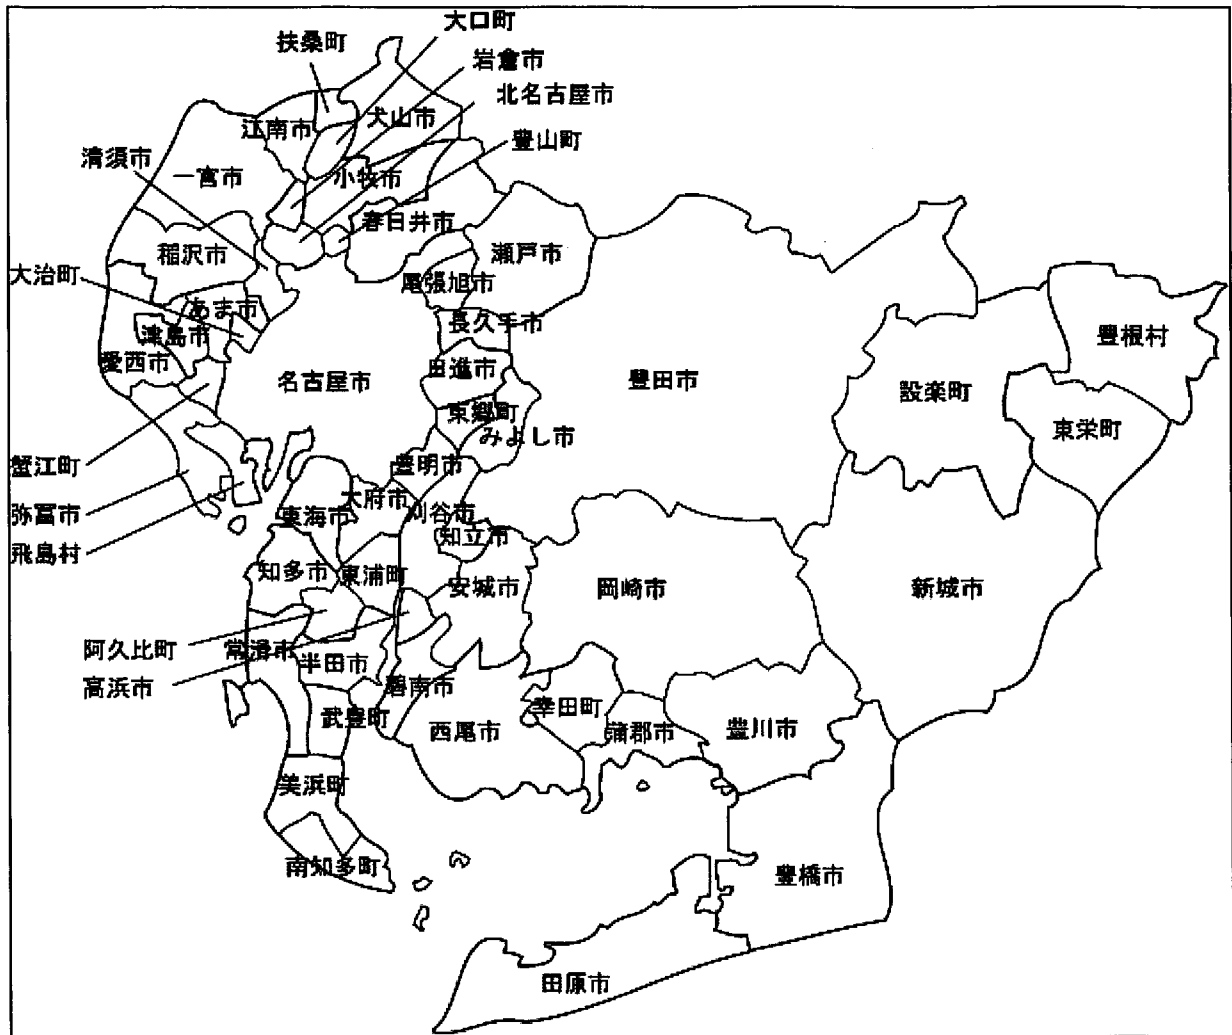 大口町
扶桑町
岩倉市
北名古屋市
犬山市
江南市
豊山町
清須市
一宮市
小牧市
春日井市
稲沢市
瀬戸市
大治町
尾張旭市
あま市
長久手市
津島市
愛西市
豊根村
日進市
名古屋市
豊田市
設楽町
東郷町
東栄町
みよし市
蟹江町
豊明市
大府市
弥冨市
東海市
刈谷市
知立市
飛島村
知多市
東浦町
安城市
岡崎市
新城市
阿久比町
常滑市
半田市
高浜市
碧南市
武豊町
幸田町
西尾市
蒲郡市
豊川市
美浜町
南知多町
豊橋市
田原市